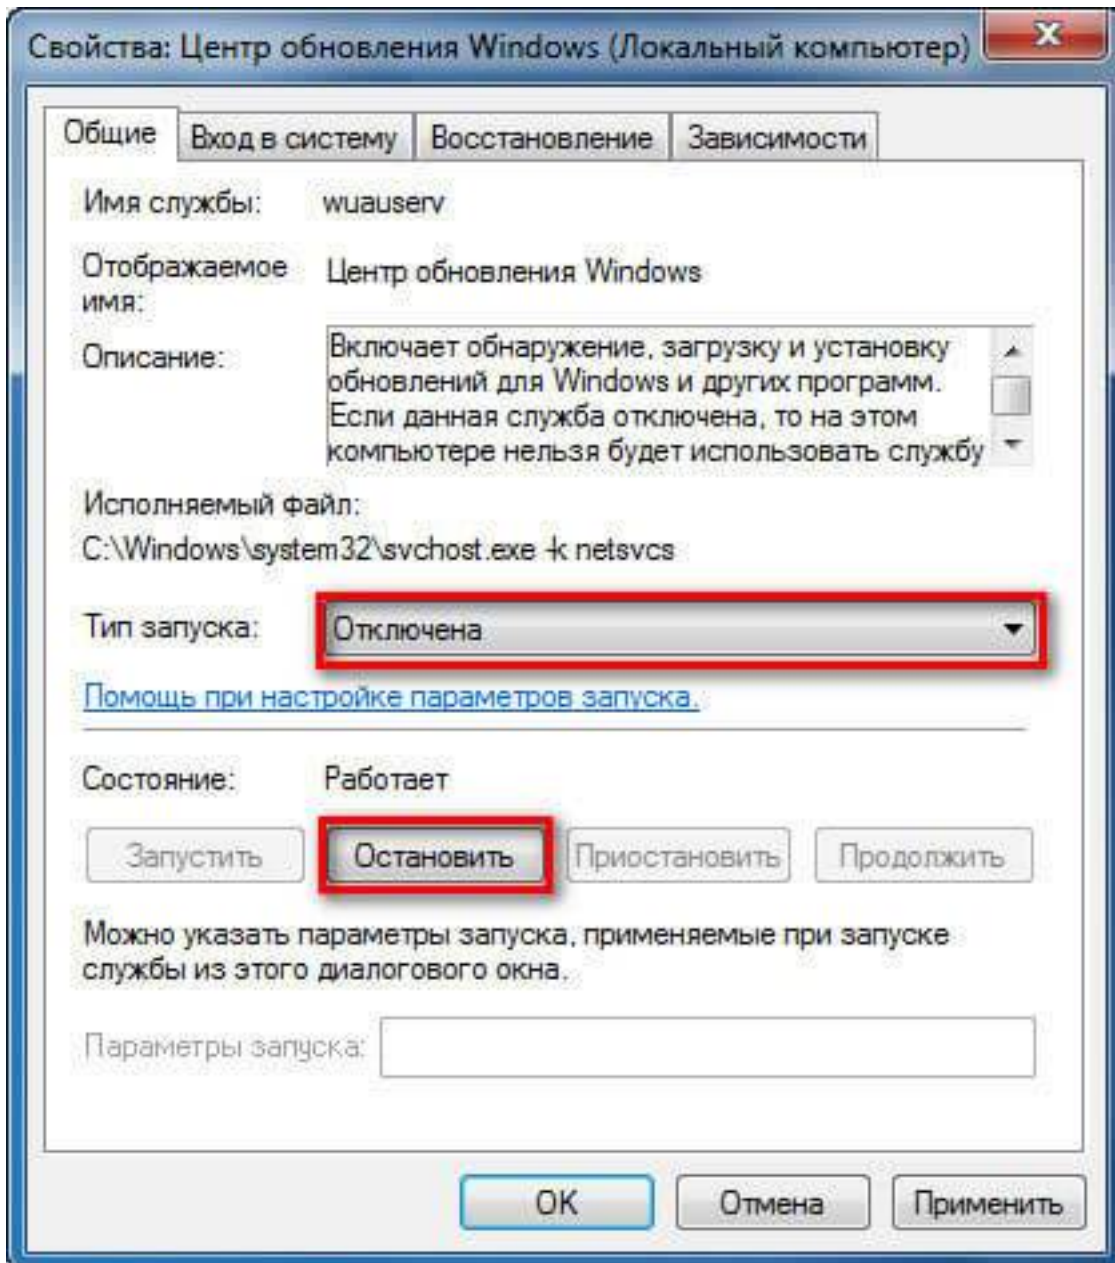 Свойства: Центр обновления Windows (Локальный компьютер)
Общие Вход в систему Восстановление Зависимости
Имя службы: wuauserv
Отображаемое имя: Центр обновления Windows
Описание: Включает обнаружение, загрузку и установку
обновлений для Windows и других программ.
Если данная служба отключена, то на этом
компьютере нельзя будет использовать службу
Исполняемый файл:
C:\Windows\system32\svchost.exe -k netsvcs
Тип запуска: Отключена
Помощь при настройке параметров запуска.
Состояние: Работает
Запустить Остановить Приостановить Продолжить
Можно указать параметры запуска, применяемые при запуске
службы из этого диалогового окна.
Параметры запуска:
OK Отмена Применить